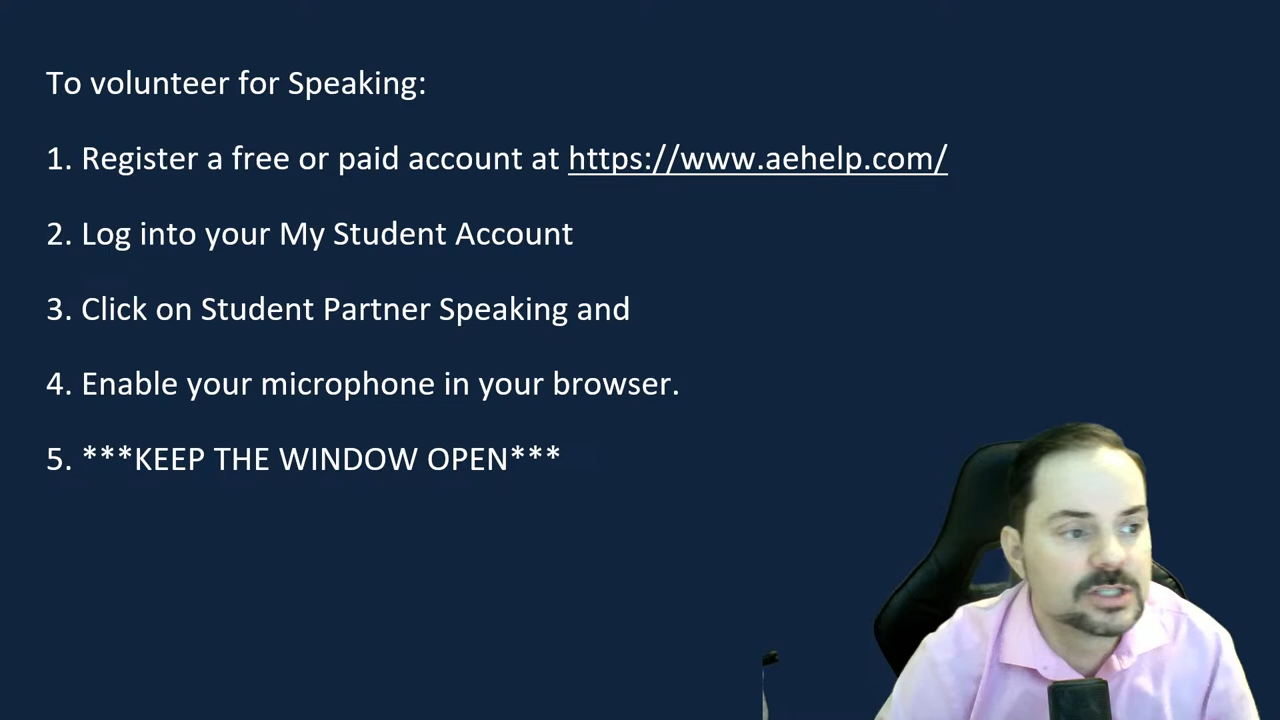 To volunteer for Speaking:
1. Register a free or paid account at https://www.aehelp.com/
2. Log into your My Student Account
3. Click on Student Partner Speaking and
4. Enable your microphone in your browser.
5. ***KEEP THE WINDOW OPEN***